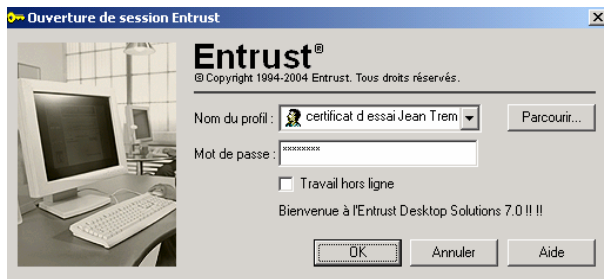 Ouverture de session Entrust
Entrust®
© Copyright 1994-2004 Entrust. Tous droits réservés.
Nom du profil : certificat d essai Jean Trem
Parcourir...
Mot de passe : xxxxxxxx
Travail hors ligne
Bienvenue à l'Entrust Desktop Solutions 7.0 !! !!
OK Annuler Aide